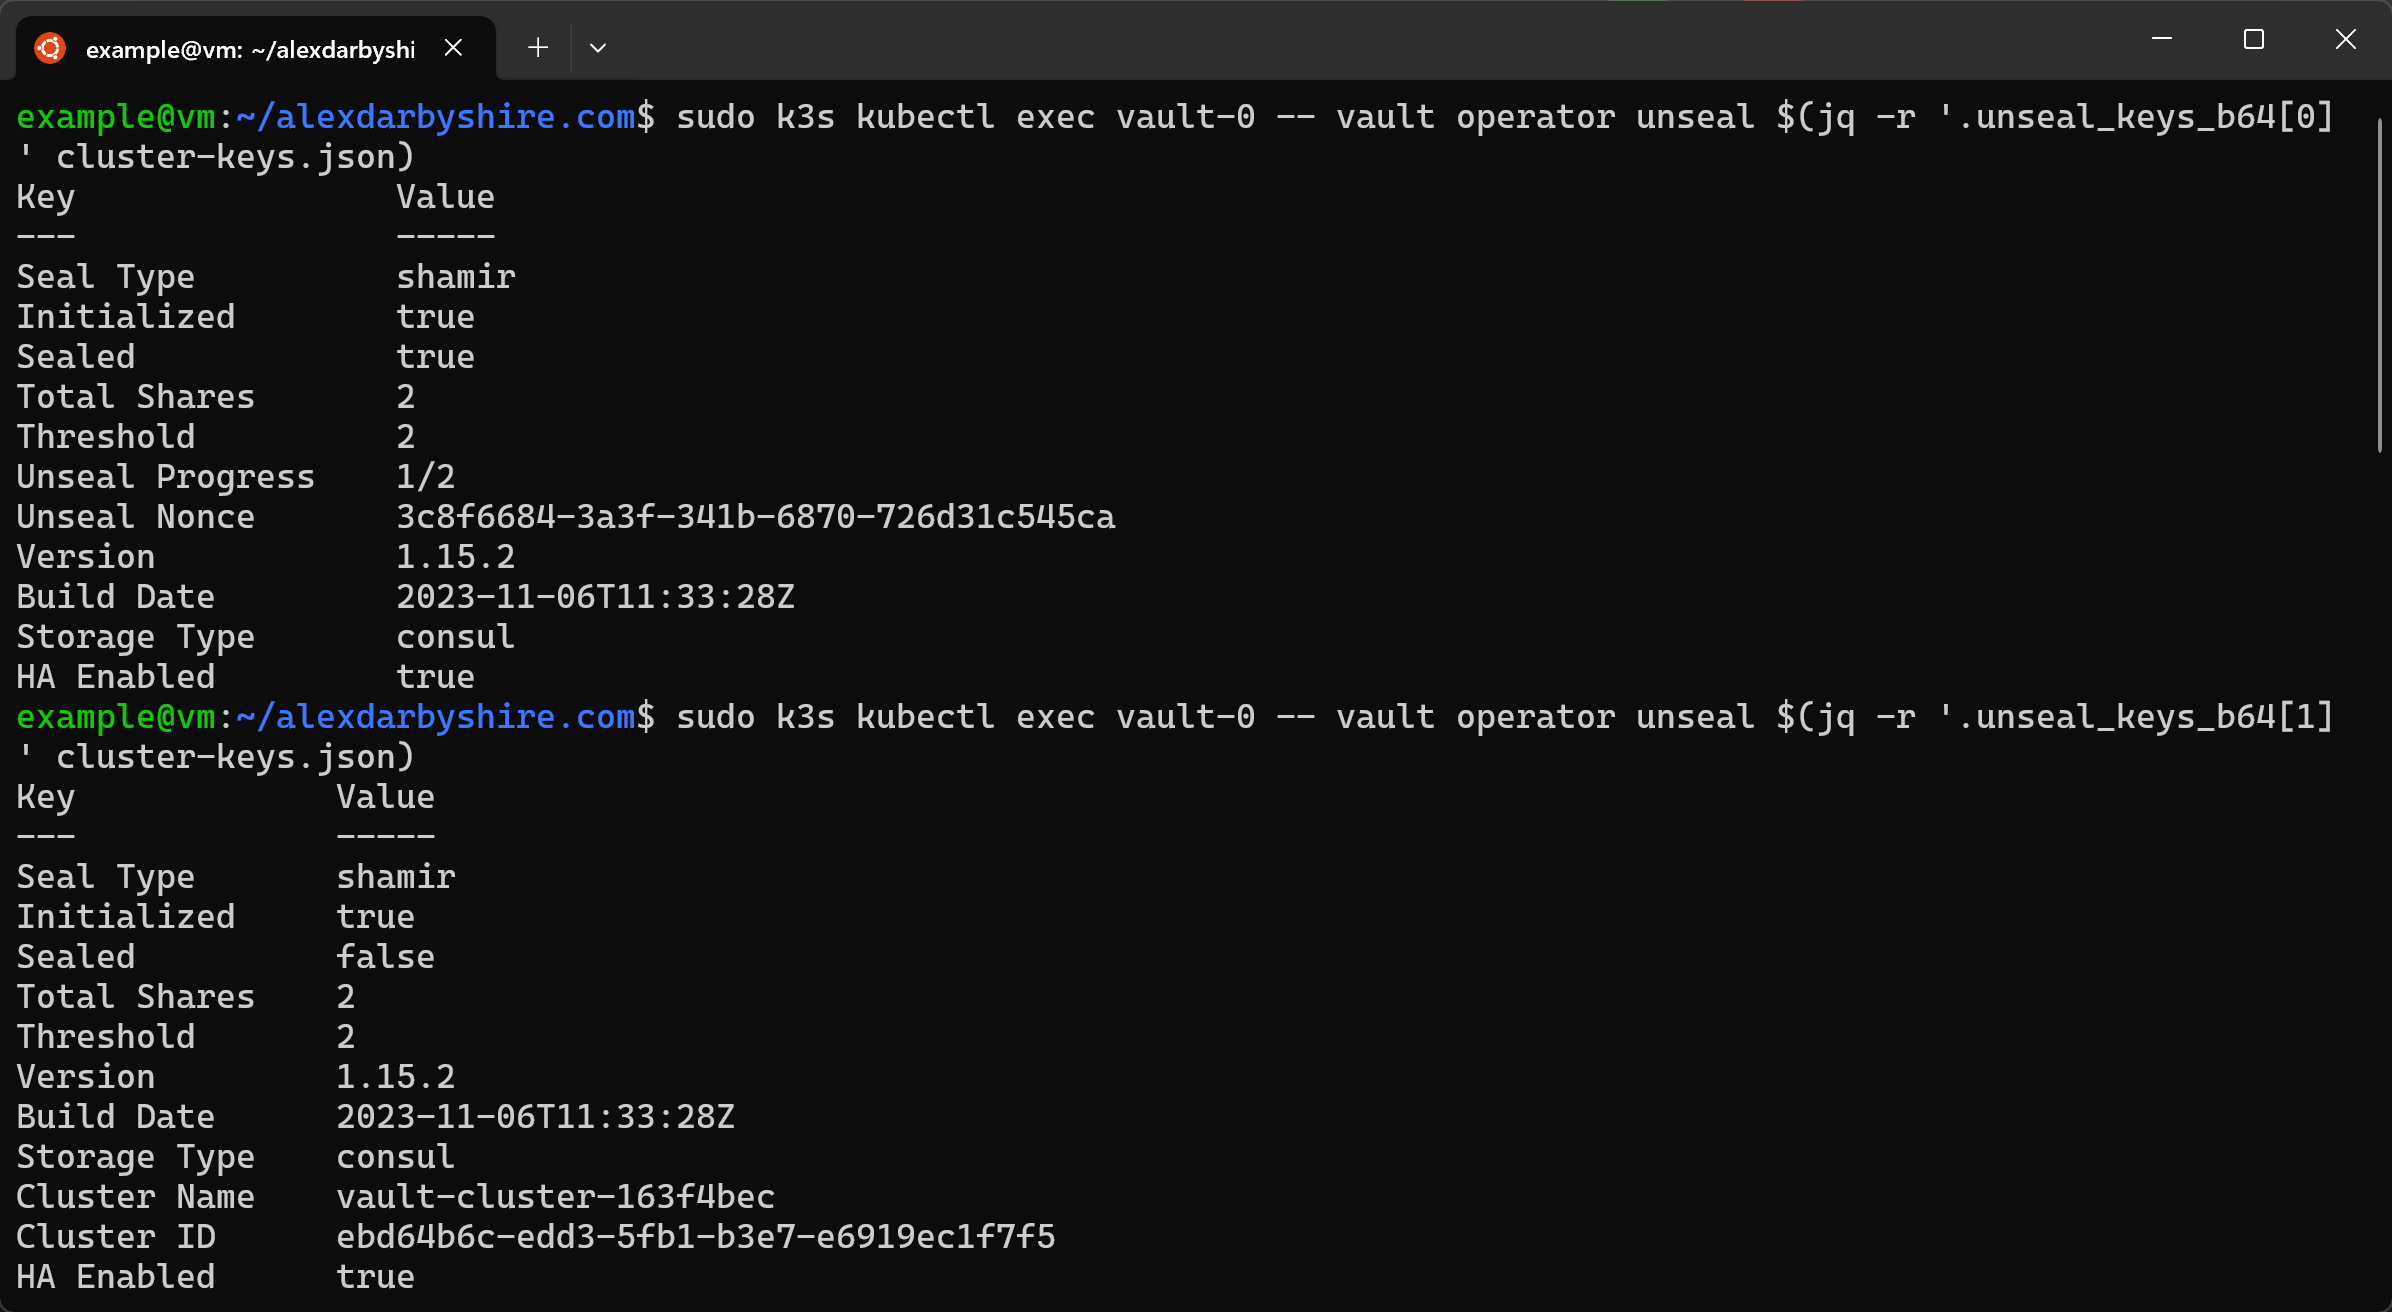 example@vm: ~/alexdarbyshi
example@vm:~/alexdarbyshire.com$ sudo k3s kubectl exec vault-0 -- vault operator unseal $(jq -r '.unseal_keys_b64[0]
' cluster-keys.json)
Key                Value
---                -----
Seal Type          shamir
Initialized        true
Sealed             true
Total Shares       2
Threshold          2
Unseal Progress    1/2
Unseal Nonce       3c8f6684-3a3f-341b-6870-726d31c545ca
Version            1.15.2
Build Date         2023-11-06T11:33:28Z
Storage Type       consul
HA Enabled         true
example@vm:~/alexdarbyshire.com$ sudo k3s kubectl exec vault-0 -- vault operator unseal $(jq -r '.unseal_keys_b64[1]
' cluster-keys.json)
Key             Value
---             -----
Seal Type       shamir
Initialized     true
Sealed          false
Total Shares    2
Threshold       2
Version         1.15.2
Build Date      2023-11-06T11:33:28Z
Storage Type    consul
Cluster Name    vault-cluster-163f4bec
Cluster ID      ebd64b6c-edd3-5fb1-b3e7-e6919ec1f7f5
HA Enabled      true